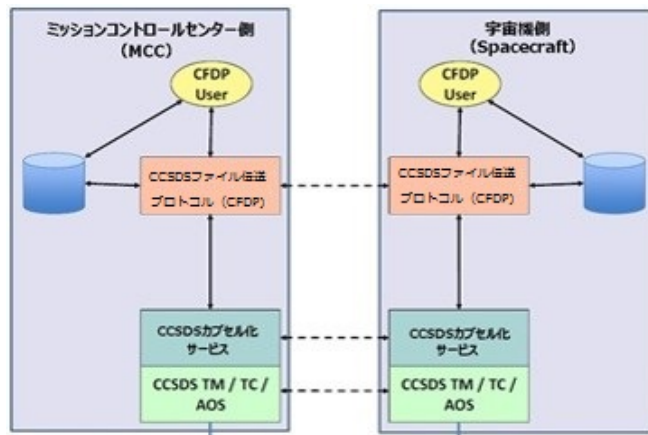 ミッションコントロールセンター側
（MCC）
CFDP
User
CCSDSファイル伝送
プロトコル（CFDP)
CCSDSカプセル化
サービス
CCSDS TM / TC /
AOS
宇宙機側
（Spacecraft）
CFDP
User
CCSDSファイル伝送
プロトコル（CFDP)
CCSDSカプセル化
サービス
CCSDS TM / TC /
AOS